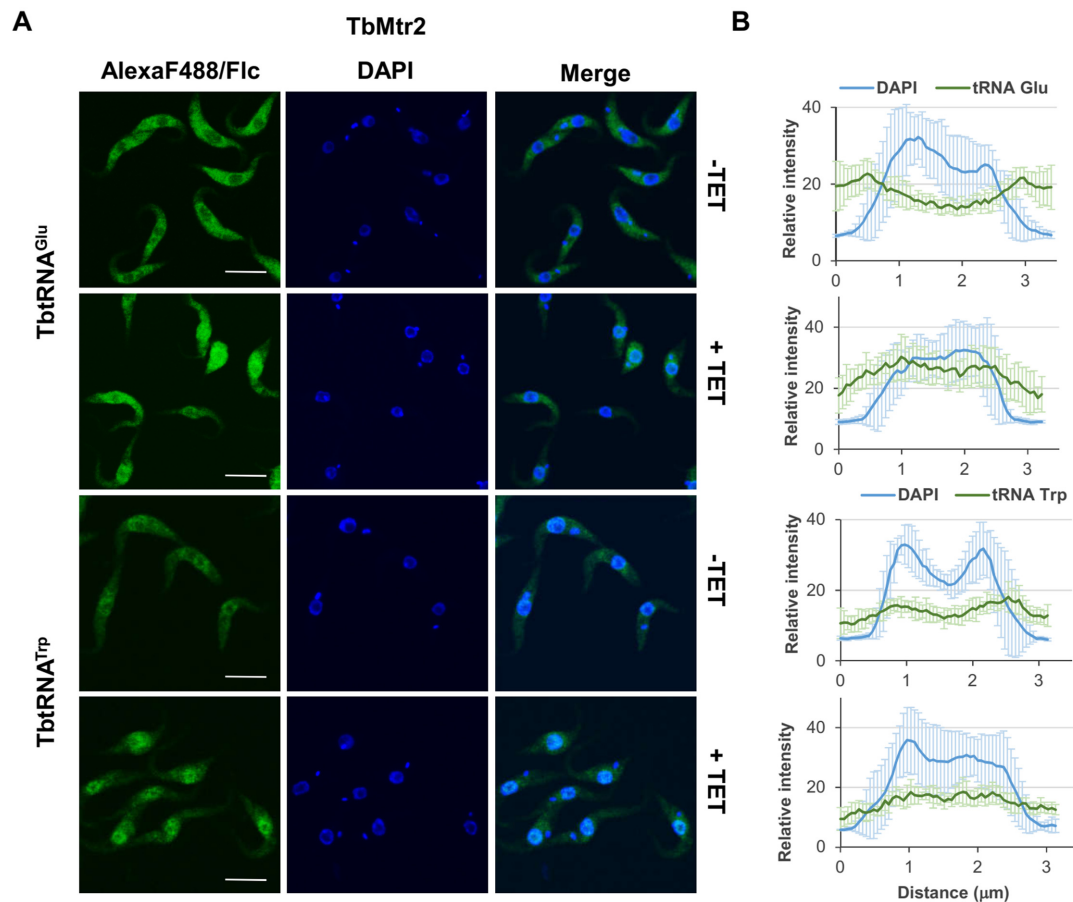 A
TbMtr2
B
AlexaF488/Flc
DAPI
Merge
TbtRNAᴳˡᵘ
-TET
+ TET
TbtRNAᵀʳᵖ
-TET
+ TET
DAPI
tRNA Glu
Relative intensity
40
20
0
0 1 2 3
Relative intensity
40
20
0
0 1 2 3
DAPI
tRNA Trp
Relative intensity
40
20
0
0 1 2 3
Relative intensity
40
20
0
0 1 2 3
Distance (μm)